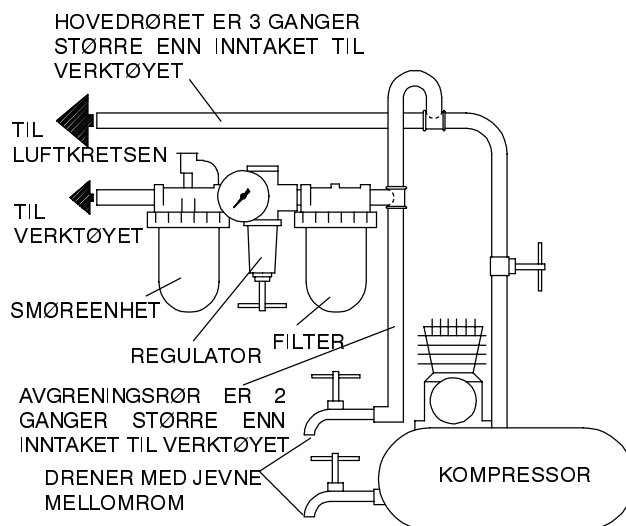 HOVEDRØRET ER 3 GANGER
STØRRE ENN INNTAKET TIL
VERKTØYET
TIL
LUFTKRETSEN
TIL
VERKTØYET
SMØREENHET
REGULATOR
FILTER
AVGRENINGSRØR ER 2
GANGER STØRRE ENN
INNTAKET TIL VERKTØYET
DRENER MED JEVNE
MELLOMROM
KOMPRESSOR